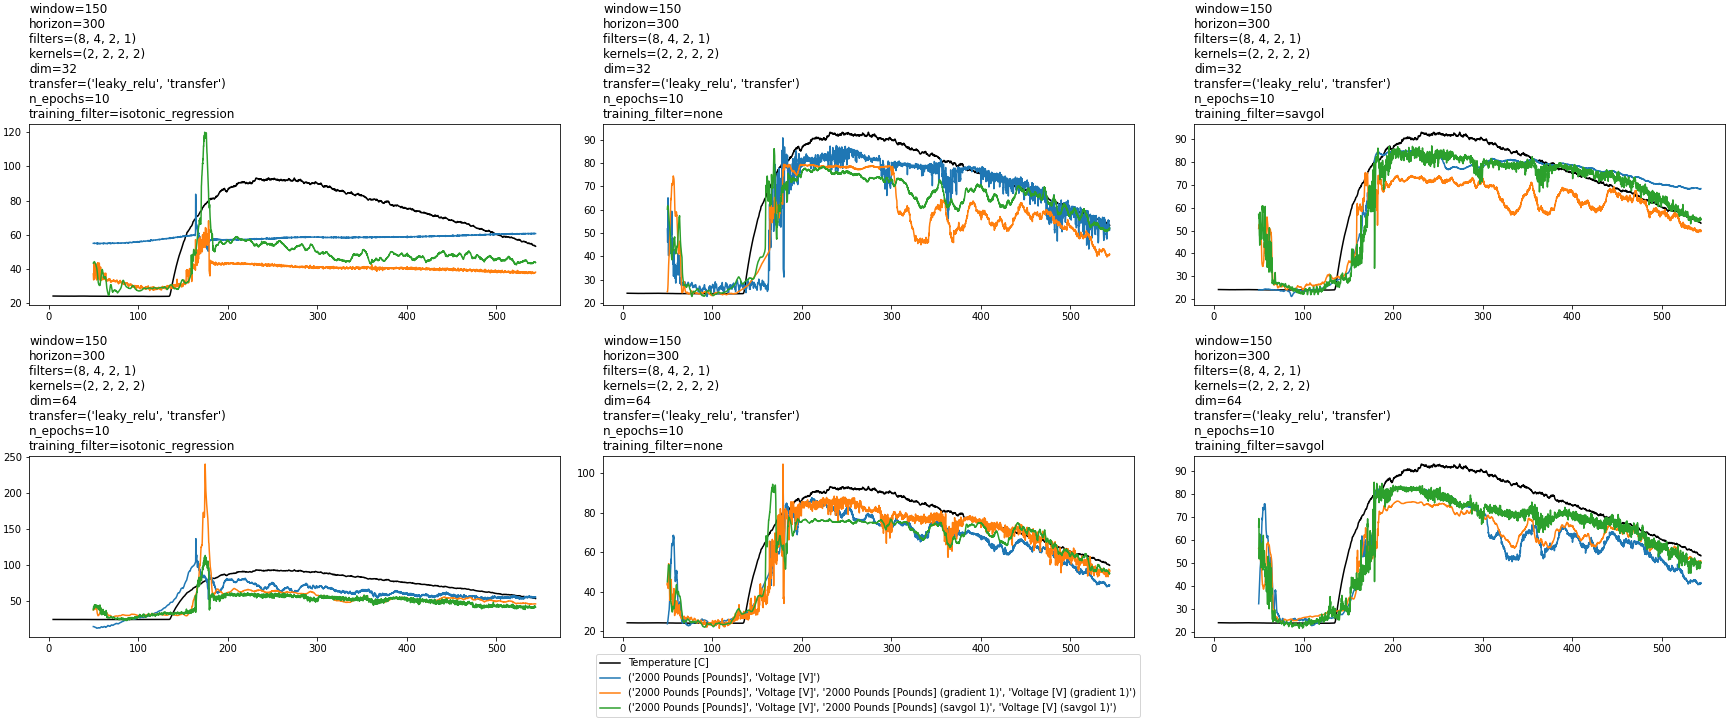 window=150
horizon=300
filters=(8, 4, 2, 1)
kernels=(2, 2, 2, 2)
dim=32
transfer=('leaky_relu', 'transfer')
n_epochs=10
training_filter=isotonic_regression
120
100
80
60
40
20
0 100 200 300 400 500
window=150
horizon=300
filters=(8, 4, 2, 1)
kernels=(2, 2, 2, 2)
dim=32
transfer=('leaky_relu', 'transfer')
n_epochs=10
training_filter=none
90
80
70
60
50
40
30
20
0 100 200 300 400 500
window=150
horizon=300
filters=(8, 4, 2, 1)
kernels=(2, 2, 2, 2)
dim=32
transfer=('leaky_relu', 'transfer')
n_epochs=10
training_filter=savgol
90
80
70
60
50
40
30
20
0 100 200 300 400 500
window=150
horizon=300
filters=(8, 4, 2, 1)
kernels=(2, 2, 2, 2)
dim=64
transfer=('leaky_relu', 'transfer')
n_epochs=10
training_filter=isotonic_regression
250
200
150
100
50
0 100 200 300 400 500
window=150
horizon=300
filters=(8, 4, 2, 1)
kernels=(2, 2, 2, 2)
dim=64
transfer=('leaky_relu', 'transfer')
n_epochs=10
training_filter=none
100
80
60
40
20
0 100 200 300 400 500
window=150
horizon=300
filters=(8, 4, 2, 1)
kernels=(2, 2, 2, 2)
dim=64
transfer=('leaky_relu', 'transfer')
n_epochs=10
training_filter=savgol
90
80
70
60
50
40
30
20
0 100 200 300 400 500
Temperature [C]
('2000 Pounds [Pounds]', 'Voltage [V]')
('2000 Pounds [Pounds]', 'Voltage [V]', '2000 Pounds [Pounds] (gradient 1)', 'Voltage [V] (gradient 1)')
('2000 Pounds [Pounds]', 'Voltage [V]', '2000 Pounds [Pounds] (savgol 1)', 'Voltage [V] (savgol 1)')